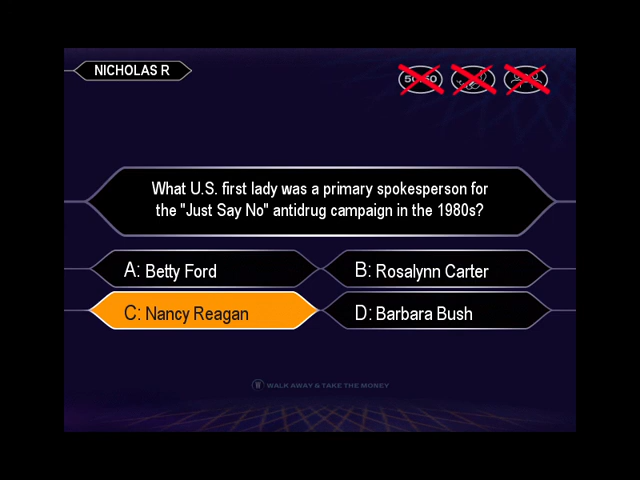 NICHOLAS R
50:50
What U.S. first lady was a primary spokesperson for
the "Just Say No" antidrug campaign in the 1980s?
A: Betty Ford
B: Rosalynn Carter
C: Nancy Reagan
D: Barbara Bush
WALK AWAY & TAKE THE MONEY